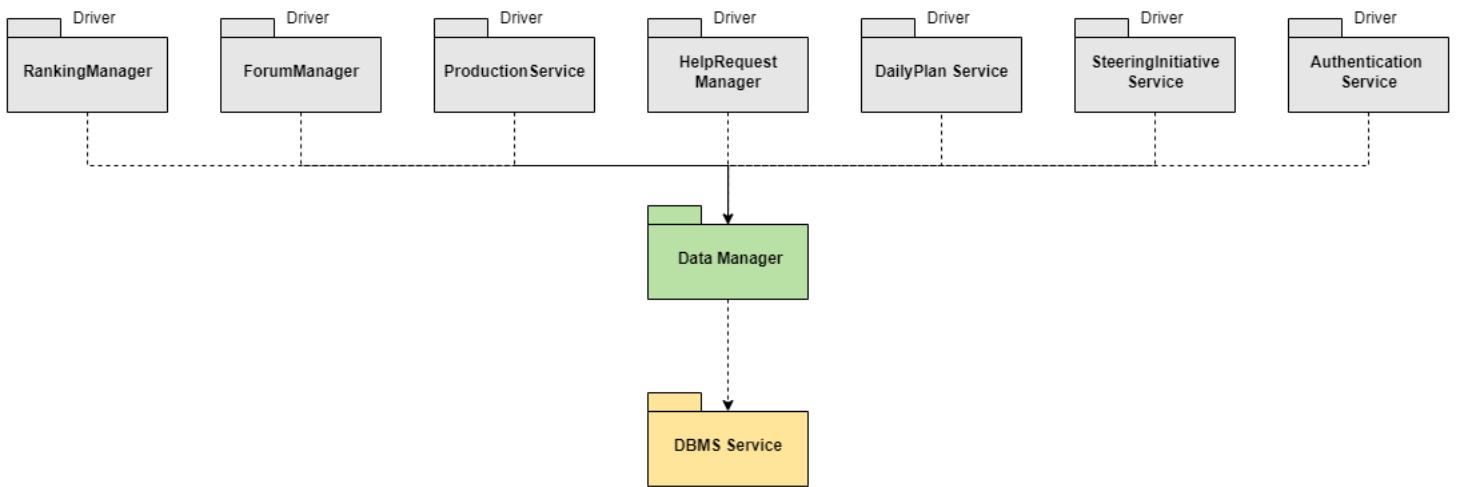 Driver
Driver
Driver
Driver
Driver
Driver
Driver
RankingManager
ForumManager
ProductionService
HelpRequest
Manager
DailyPlan Service
SteeringInitiative
Service
Authentication
Service
Data Manager
DBMS Service